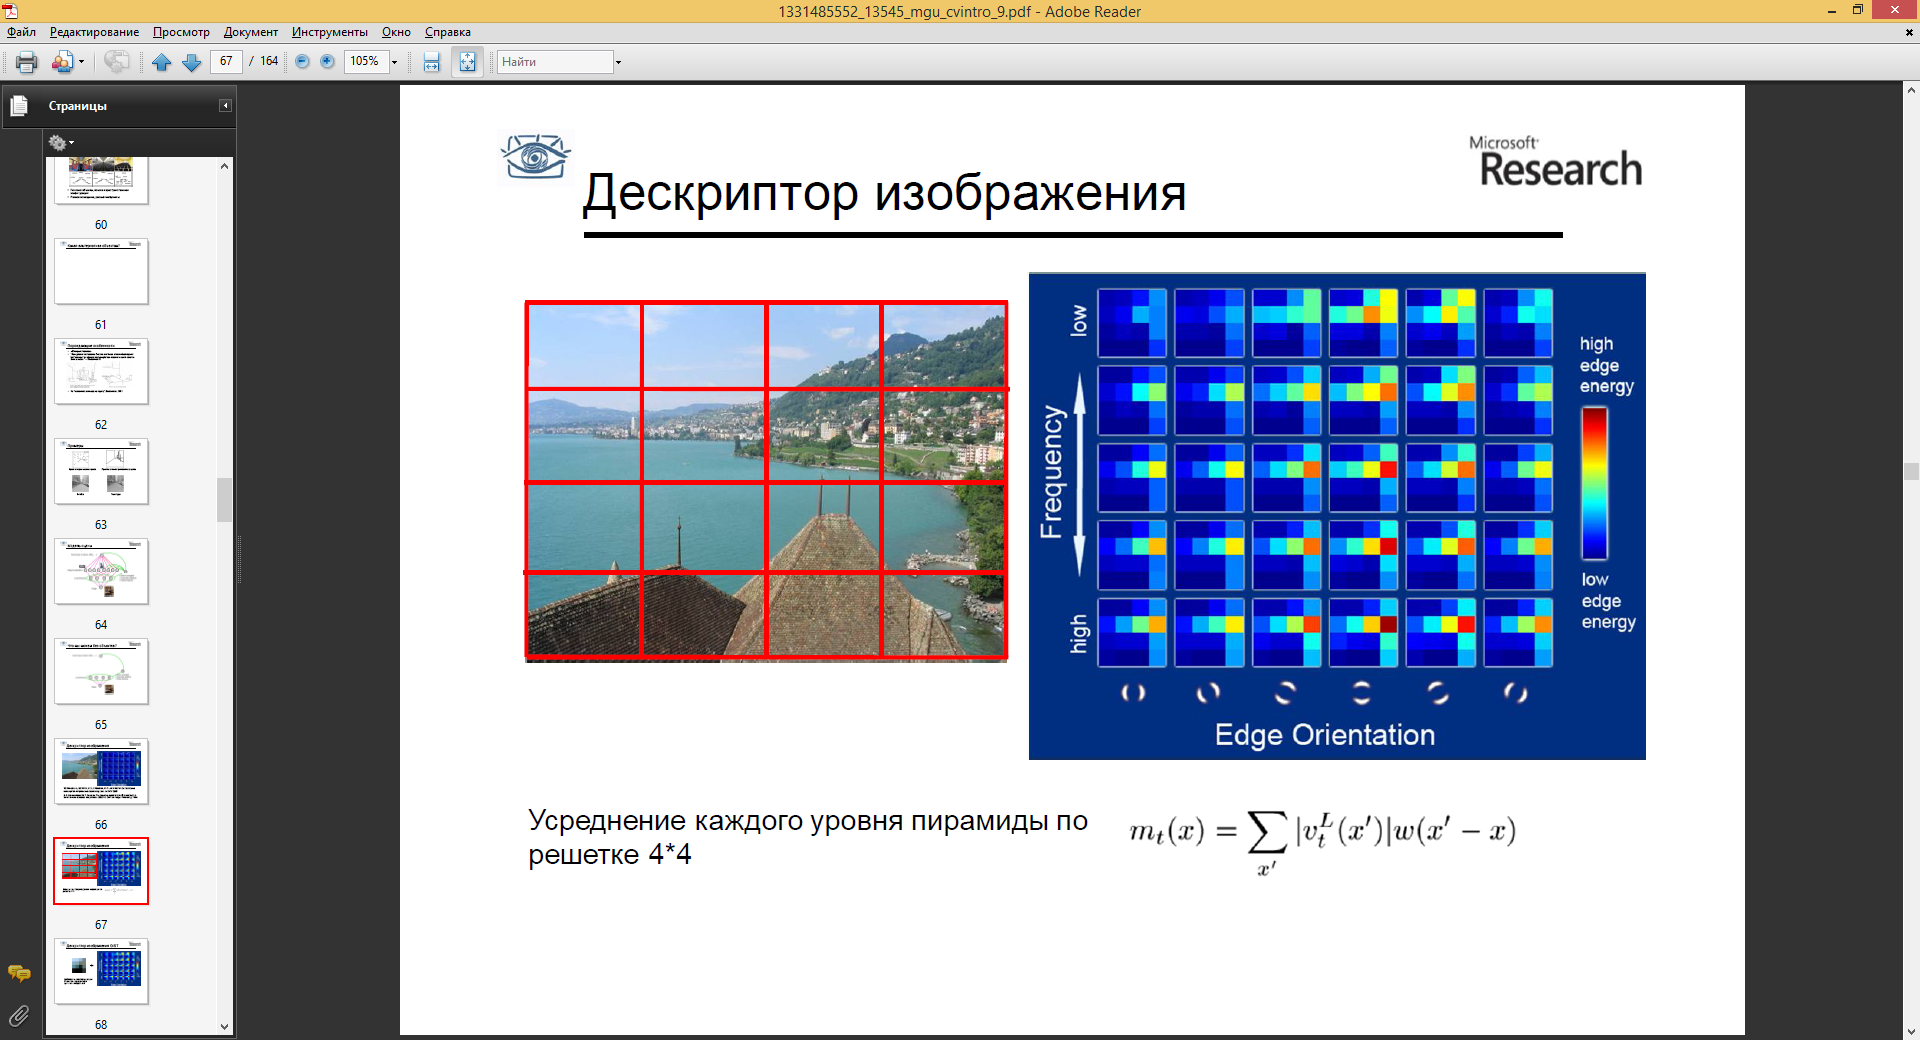 1331485552_13545_mgu_cvintro_9.pdf - Adobe Reader
Файл Редактирование Просмотр Документ Инструменты Окно Справка
67 / 164 105% Найти
Страницы
60
61
62
63
64
65
66
67
68
Microsoft
Research
Дескриптор изображения
low
Frequency
high
high
edge
energy
low
edge
energy
Edge Orientation
Усреднение каждого уровня пирамиды по
решетке 4*4
m_t(x) = ∑_{x'} |v_t^L(x')|w(x' − x)